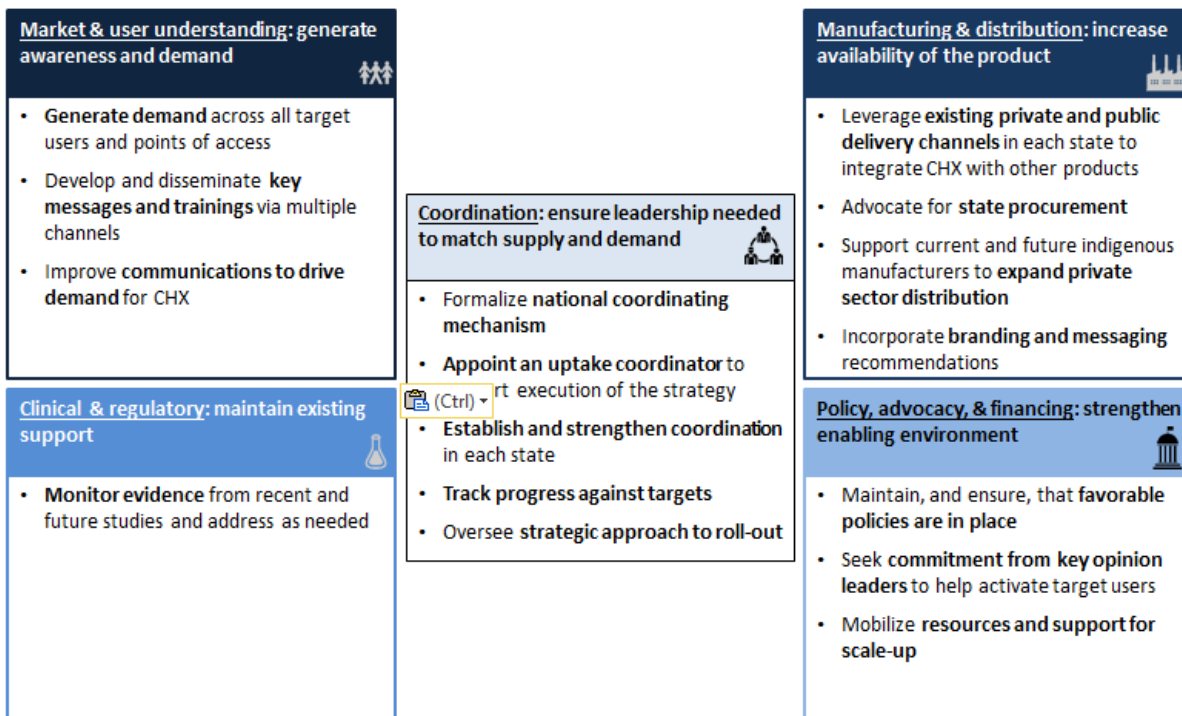 Market & user understanding: generate
awareness and demand
• Generate demand across all target
users and points of access
• Develop and disseminate key
messages and trainings via multiple
channels
• Improve communications to drive
demand for CHX
Clinical & regulatory: maintain existing
support
• Monitor evidence from recent and
future studies and address as needed
Coordination: ensure leadership needed
to match supply and demand
• Formalize national coordinating
mechanism
• Appoint an uptake coordinator to
rt execution of the strategy
(Ctrl)
• Establish and strengthen coordination
in each state
• Track progress against targets
• Oversee strategic approach to roll-out
Manufacturing & distribution: increase
availability of the product
• Leverage existing private and public
delivery channels in each state to
integrate CHX with other products
• Advocate for state procurement
• Support current and future indigenous
manufacturers to expand private
sector distribution
• Incorporate branding and messaging
recommendations
Policy, advocacy, & financing: strengthen
enabling environment
• Maintain, and ensure, that favorable
policies are in place
• Seek commitment from key opinion
leaders to help activate target users
• Mobilize resources and support for
scale-up